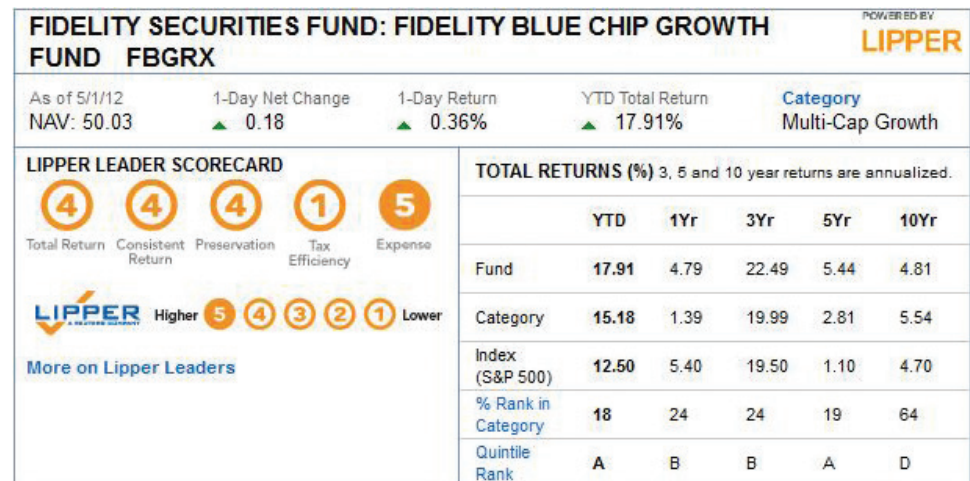 FIDELITY SECURITIES FUND: FIDELITY BLUE CHIP GROWTH
FUND FBGRX
POWERED BY
LIPPER
As of 5/1/12 1-Day Net Change 1-Day Return YTD Total Return Category
NAV: 50.03 0.18 0.36% 17.91% Multi-Cap Growth
LIPPER LEADER SCORECARD
4 4 4 1 5
Total Return Consistent Return Preservation Tax Efficiency Expense
LIPPER Higher 5 4 3 2 1 Lower
A REUTERS COMPANY
More on Lipper Leaders
TOTAL RETURNS (%) 3, 5 and 10 year returns are annualized.
YTD 1Yr 3Yr 5Yr 10Yr
Fund 17.91 4.79 22.49 5.44 4.81
Category 15.18 1.39 19.99 2.81 5.54
Index (S&P 500) 12.50 5.40 19.50 1.10 4.70
% Rank in Category 18 24 24 19 64
Quintile Rank A B B A D